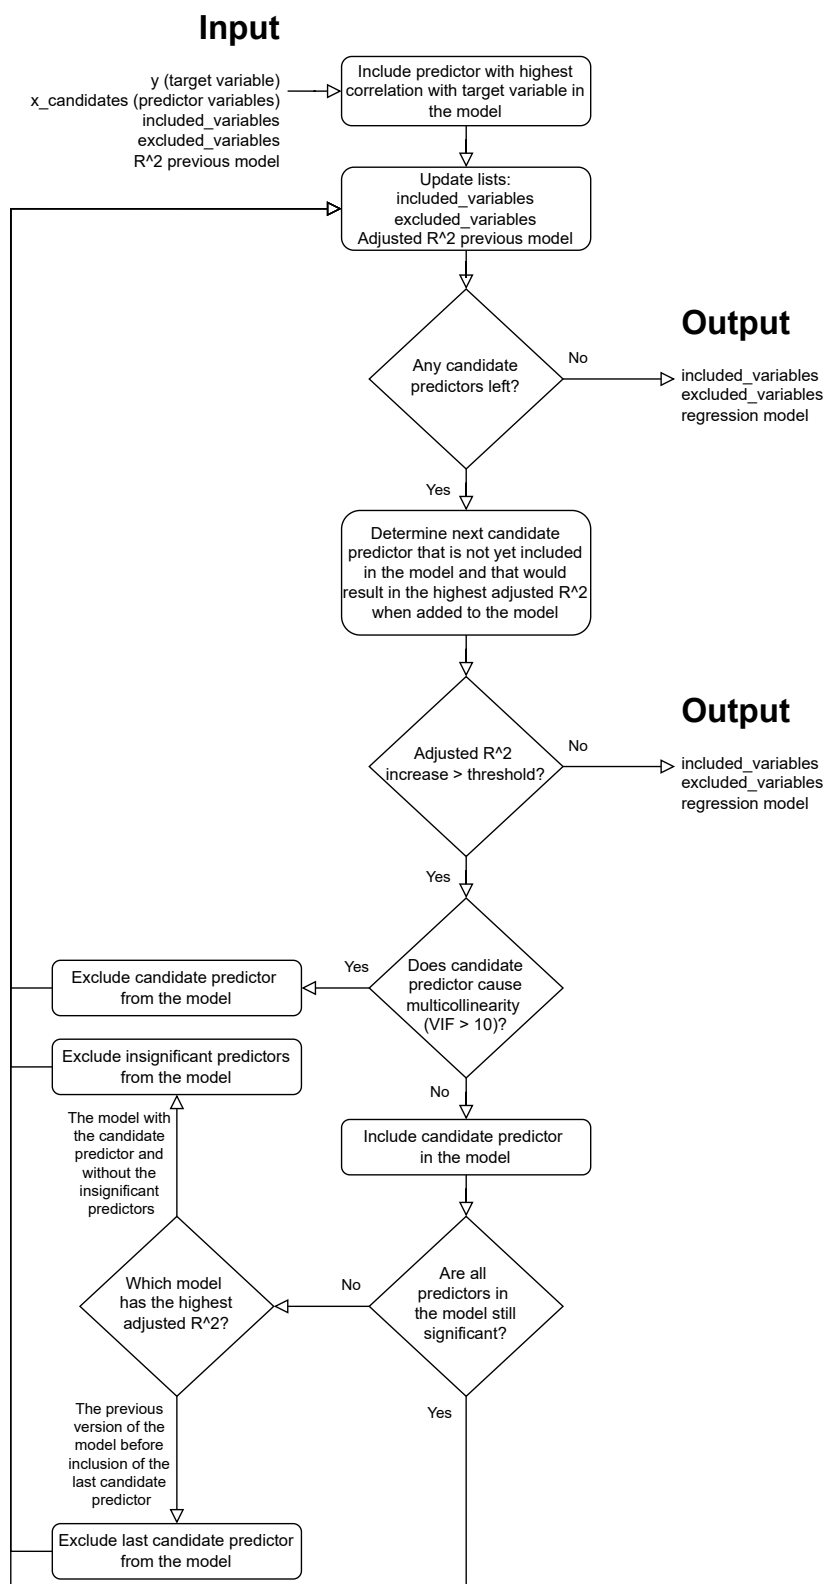 Input
y (target variable)
x_candidates (predictor variables)
included_variables
excluded_variables
R^2 previous model
Include predictor with highest
correlation with target variable in
the model
Update lists:
included_variables
excluded_variables
Adjusted R^2 previous model
Any candidate
predictors left?
No
Output
included_variables
excluded_variables
regression model
Yes
Determine next candidate
predictor that is not yet included
in the model and that would
result in the highest adjusted R^2
when added to the model
Adjusted R^2
increase > threshold?
No
Output
included_variables
excluded_variables
regression model
Yes
Does candidate
predictor cause
multicollinearity
(VIF > 10)?
Yes
Exclude candidate predictor
from the model
No
Include candidate predictor
in the model
Are all
predictors in
the model still
significant?
No
Which model
has the highest
adjusted R^2?
The model with
the candidate
predictor and
without the
insignificant
predictors
Exclude insignificant predictors
from the model
The previous
version of the
model before
inclusion of the
last candidate
predictor
Exclude last candidate predictor
from the model
Yes